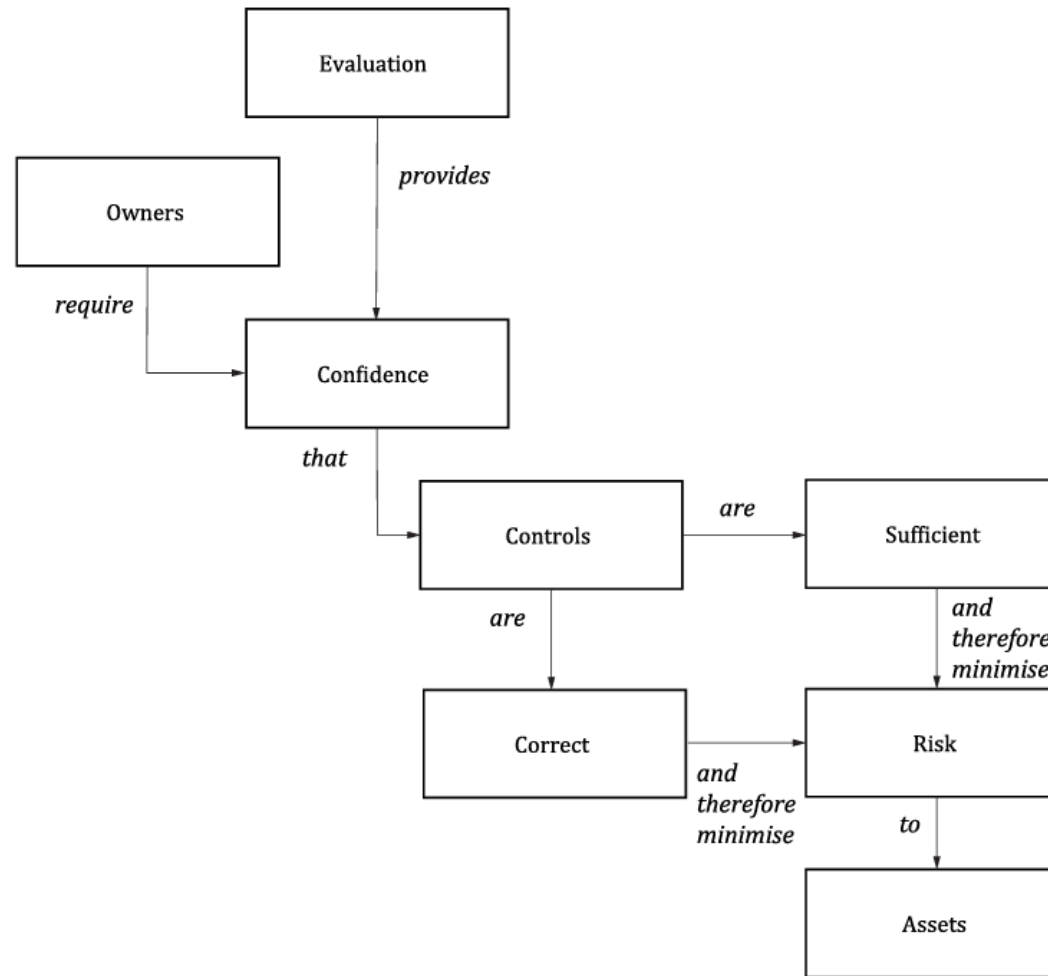 Evaluation
provides
Owners
require
Confidence
that
Controls
are
Sufficient
are
and
therefore
minimise
Correct
and
therefore
minimise
Risk
to
Assets